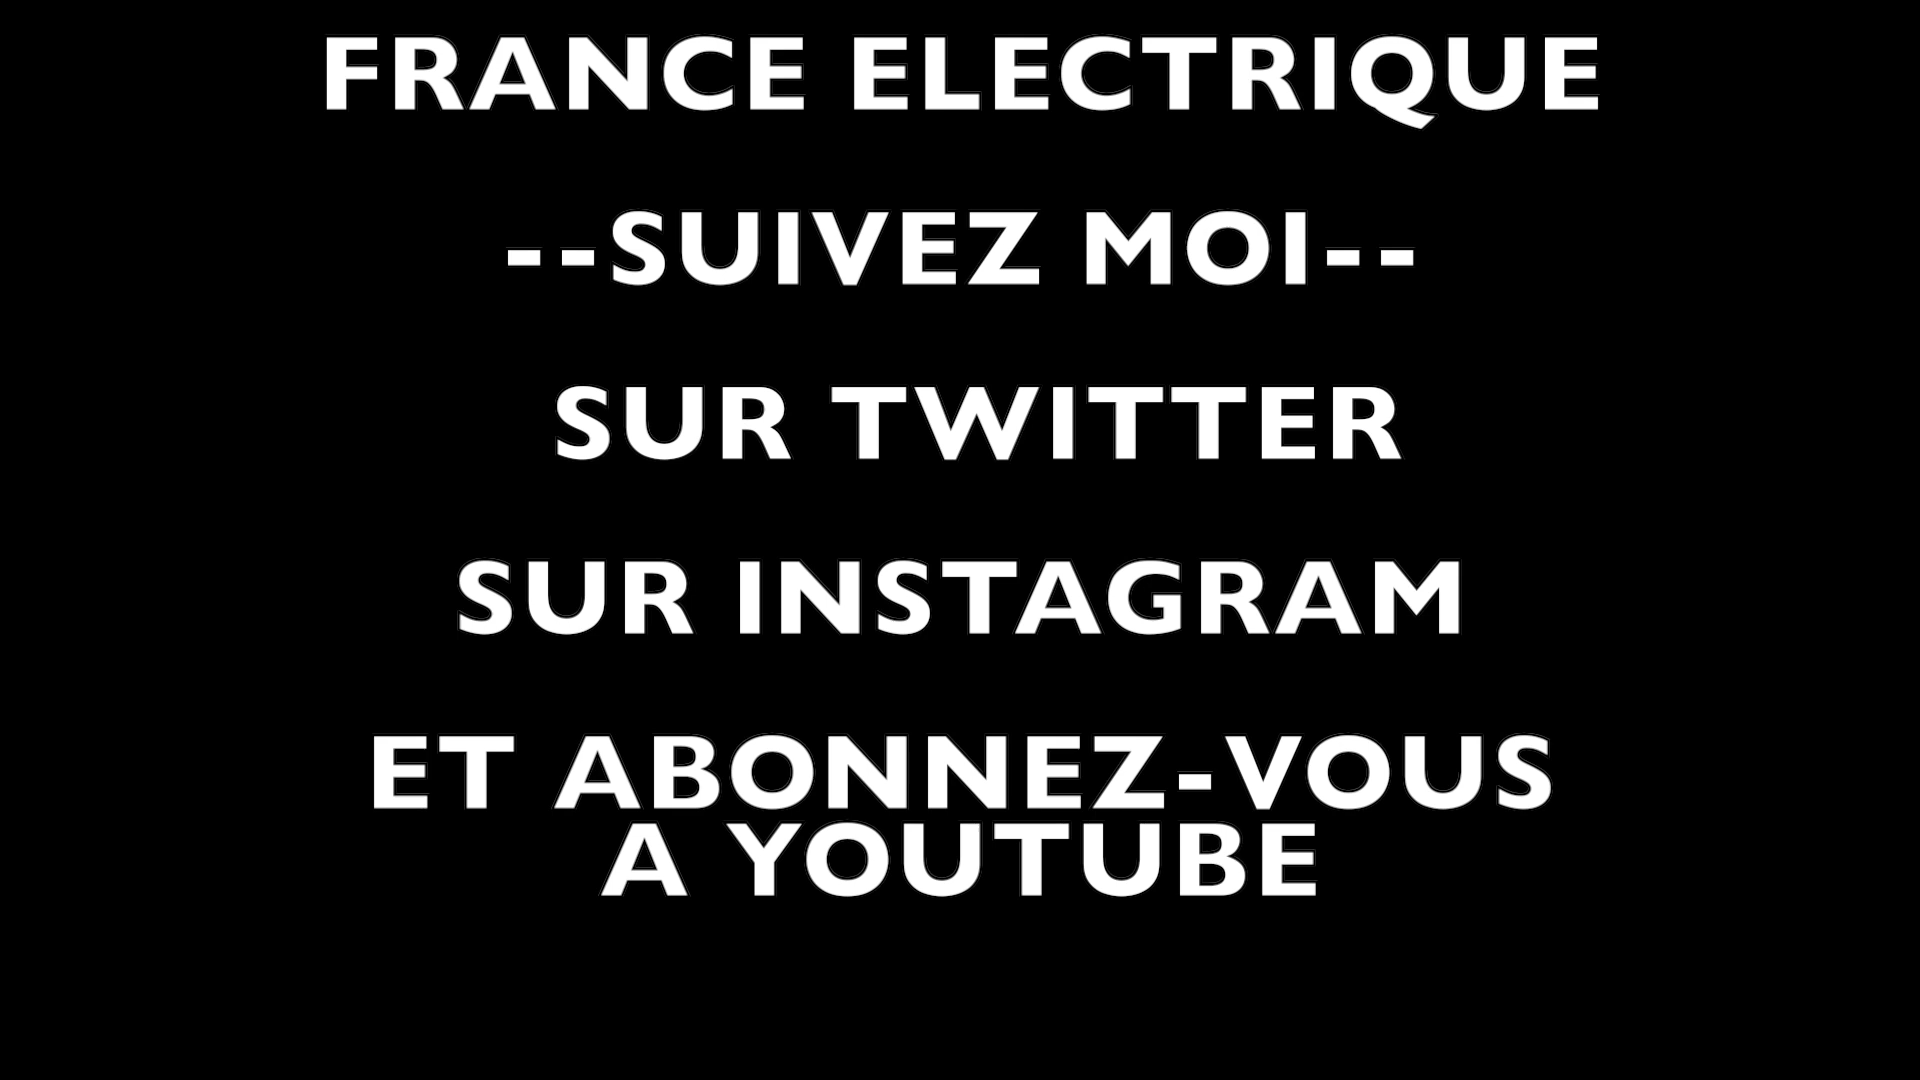 FRANCE ELECTRIQUE
--SUIVEZ MOI--
SUR TWITTER
SUR INSTAGRAM
ET ABONNEZ-VOUS
A YOUTUBE